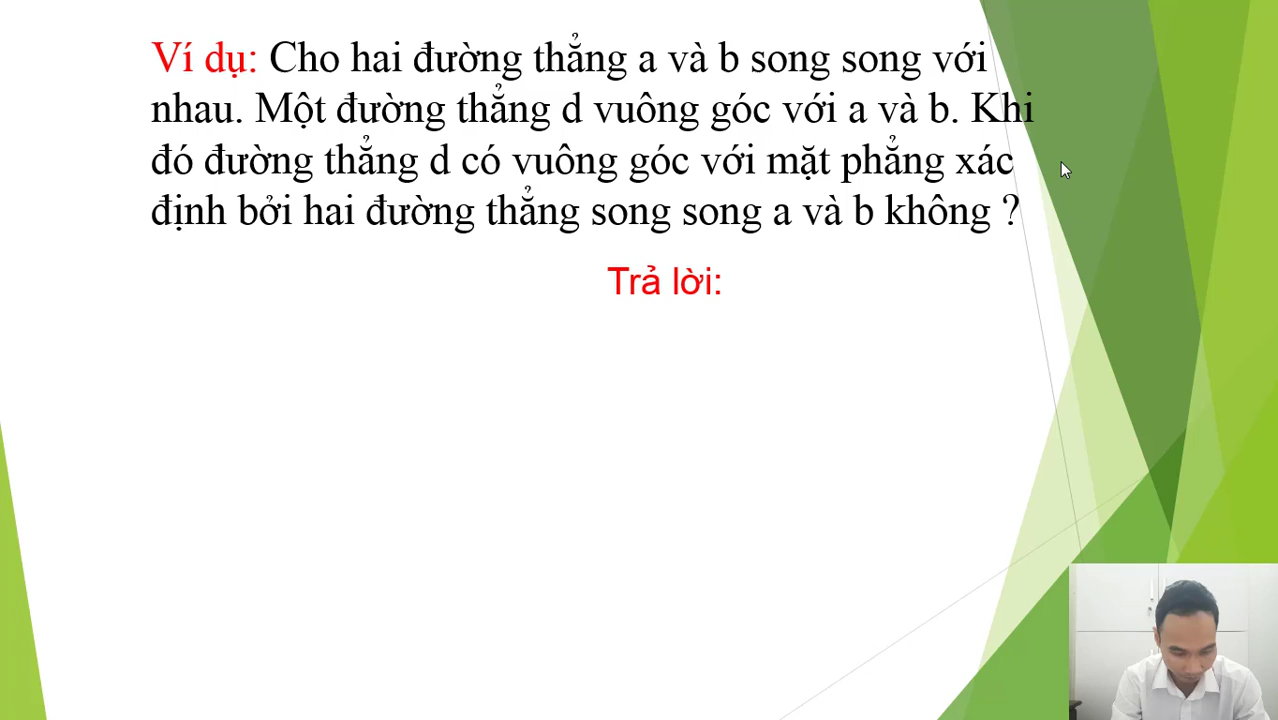 Ví dụ: Cho hai đường thẳng a và b song song với
nhau. Một đường thẳng d vuông góc với a và b. Khi
đó đường thẳng d có vuông góc với mặt phẳng xác
định bởi hai đường thẳng song song a và b không ?
Trả lời: